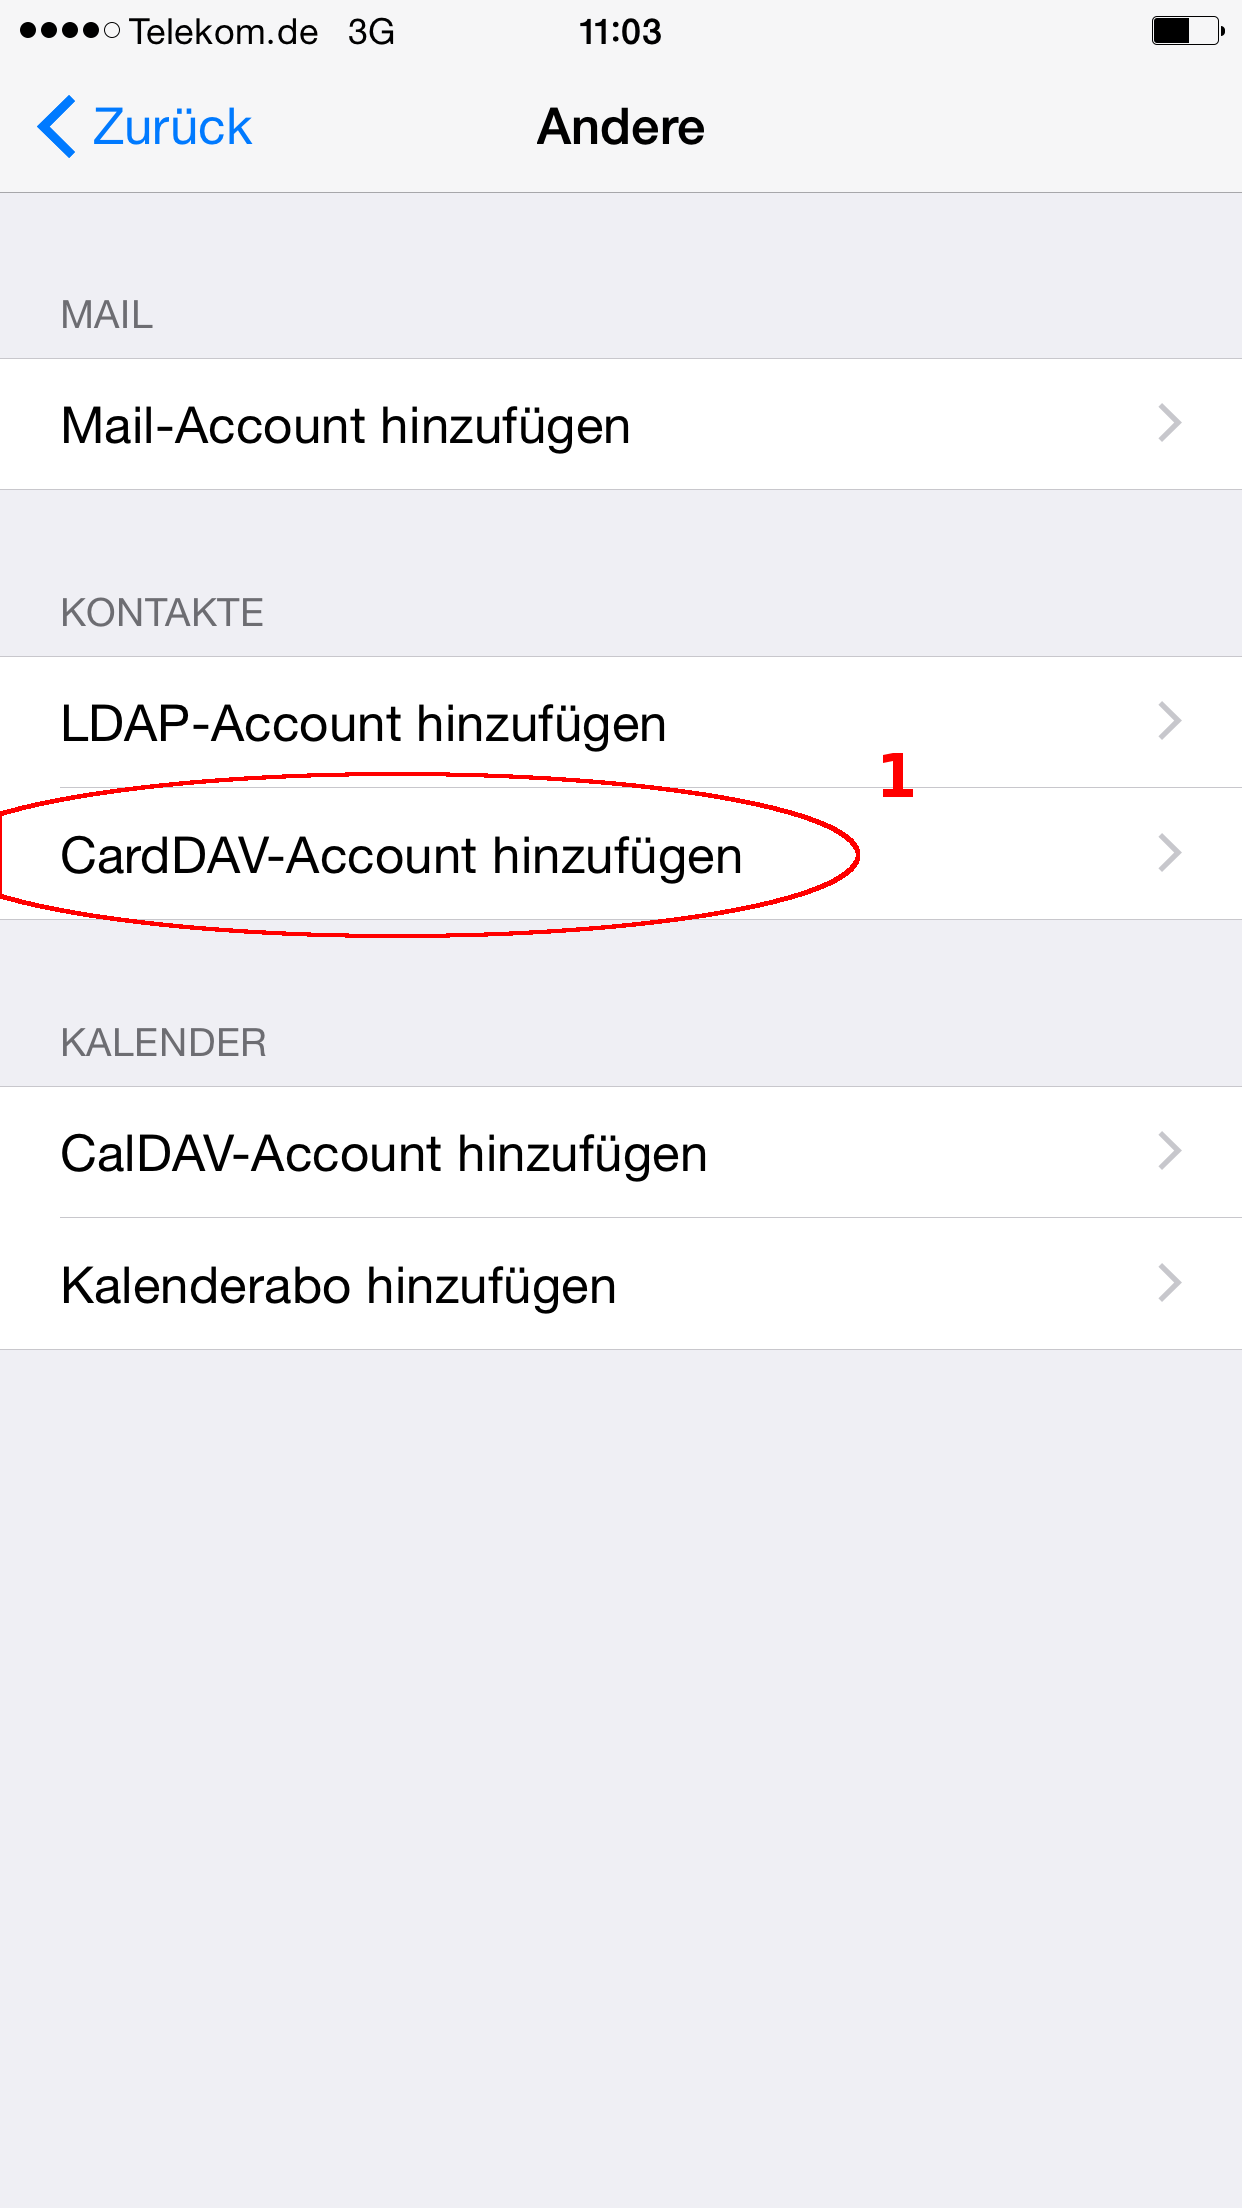 Telekom.de 3G 11:03
Zurück Andere
MAIL
Mail-Account hinzufügen
KONTAKTE
LDAP-Account hinzufügen
1
CardDAV-Account hinzufügen
KALENDER
CalDAV-Account hinzufügen
Kalenderabo hinzufügen